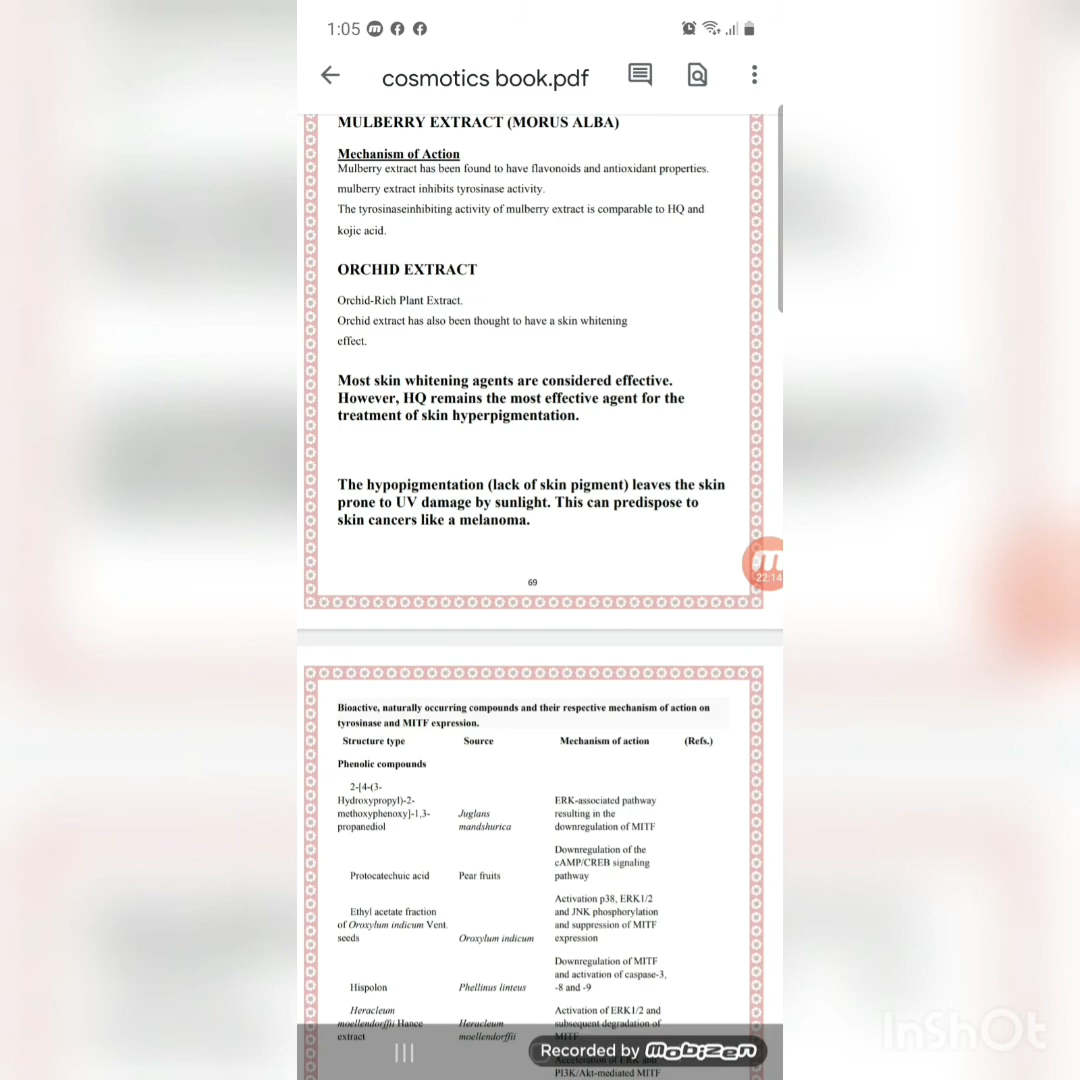 1:05
cosmotics book.pdf
MULBERRY EXTRACT (MORUS ALBA)
Mechanism of Action
Mulberry extract has been found to have flavonoids and antioxidant properties.
mulberry extract inhibits tyrosinase activity.
The tyrosinaseinhibiting activity of mulberry extract is comparable to HQ and
kojic acid.
ORCHID EXTRACT
Orchid-Rich Plant Extract.
Orchid extract has also been thought to have a skin whitening
effect.
Most skin whitening agents are considered effective.
However, HQ remains the most effective agent for the
treatment of skin hyperpigmentation.
The hypopigmentation (lack of skin pigment) leaves the skin
prone to UV damage by sunlight. This can predispose to
skin cancers like a melanoma.
22:14
69
Bioactive, naturally occurring compounds and their respective mechanism of action on
tyrosinase and MITF expression.
Structure type Source Mechanism of action (Refs.)
Phenolic compounds
2-[4-(3-
Hydroxypropyl)-2- ERK-associated pathway
methoxyphenoxy]-1,3- Juglans resulting in the
propanediol mandshurica downregulation of MITF
Downregulation of the
cAMP/CREB signaling
Protocatechuic acid Pear fruits pathway
Activation p38, ERK1/2
Ethyl acetate fraction and JNK phosphorylation
of Oroxylum indicum Vent. and suppression of MITF
seeds Oroxylum indicum expression
Downregulation of MITF
and activation of caspase-3,
Hispolon Phellinus linteus -8 and -9
Heracleum Activation of ERK1/2 and
moellendorffii Hance Heracleum subsequent degradation of
extract moellendorffii MITF
Recorded by Mobizen
PI3K/Akt-mediated MITF
InShOt